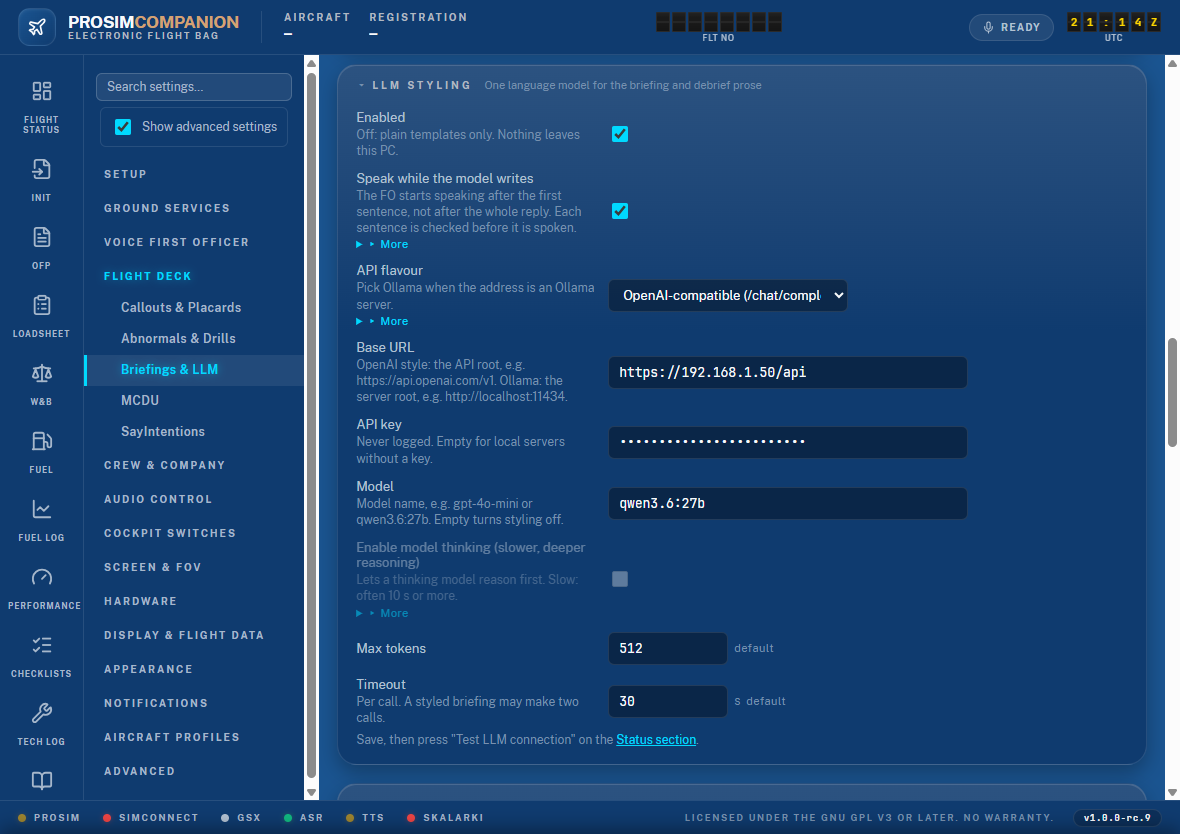 PROSIMCOMPANION
ELECTRONIC FLIGHT BAG
AIRCRAFT
–
REGISTRATION
–
FLT NO
READY
21:14Z
UTC
FLIGHT STATUS
INIT
OFP
LOADSHEET
W&B
FUEL
FUEL LOG
PERFORMANCE
CHECKLISTS
TECH LOG
Search settings...
Show advanced settings
SETUP
GROUND SERVICES
VOICE FIRST OFFICER
FLIGHT DECK
Callouts & Placards
Abnormals & Drills
Briefings & LLM
MCDU
SayIntentions
CREW & COMPANY
AUDIO CONTROL
COCKPIT SWITCHES
SCREEN & FOV
HARDWARE
DISPLAY & FLIGHT DATA
APPEARANCE
NOTIFICATIONS
AIRCRAFT PROFILES
ADVANCED
LLM STYLING One language model for the briefing and debrief prose
Enabled
Off: plain templates only. Nothing leaves
this PC.
Speak while the model writes
The FO starts speaking after the first
sentence, not after the whole reply. Each
sentence is checked before it is spoken.
More
API flavour
Pick Ollama when the address is an Ollama
server.
More
OpenAI-compatible (/chat/compl
Base URL
OpenAI style: the API root, e.g.
https://api.openai.com/v1. Ollama: the
server root, e.g. http://localhost:11434.
https://192.168.1.50/api
API key
Never logged. Empty for local servers
without a key.
••••••••••••••••••••••••
Model
Model name, e.g. gpt-4o-mini or
qwen3.6:27b. Empty turns styling off.
qwen3.6:27b
Enable model thinking (slower, deeper
reasoning)
Lets a thinking model reason first. Slow:
often 10 s or more.
More
Max tokens
512 default
Timeout
Per call. A styled briefing may make two
calls.
30 s default
Save, then press "Test LLM connection" on the Status section.
PROSIM SIMCONNECT GSX ASR TTS SKALARKI
LICENSED UNDER THE GNU GPL V3 OR LATER. NO WARRANTY.
v1.0.0-rc.9